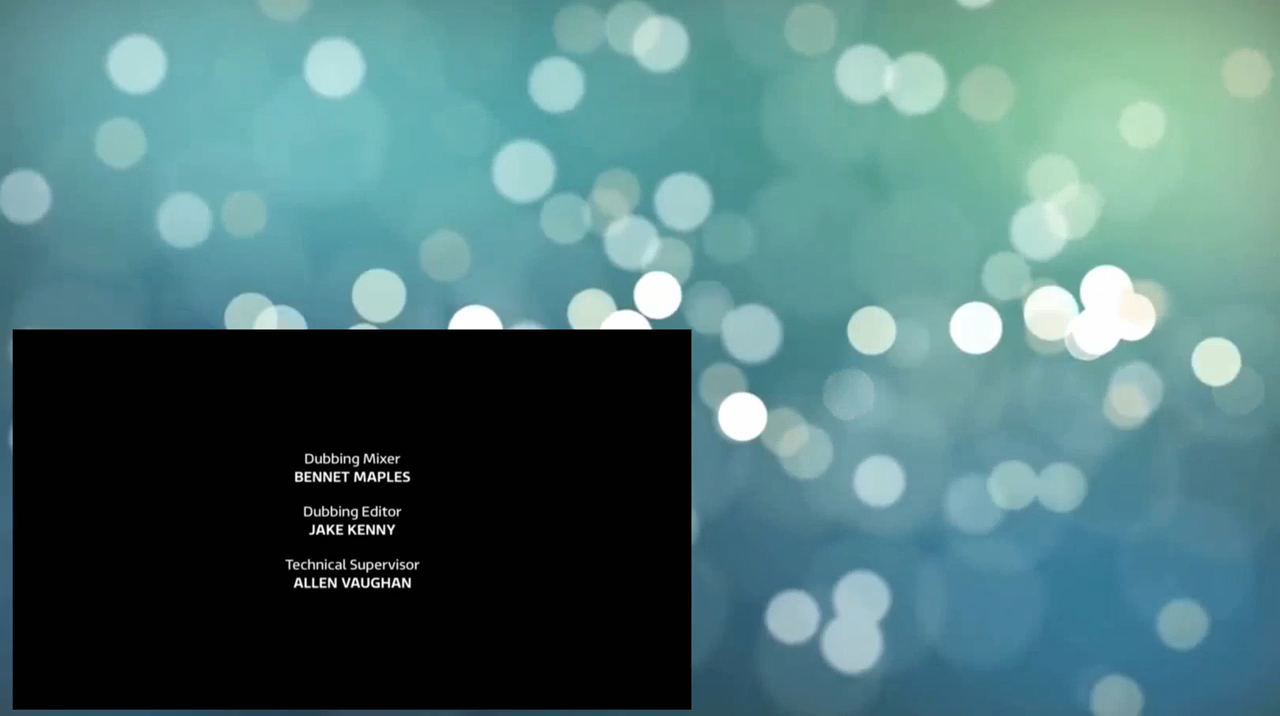 Dubbing Mixer
BENNET MAPLES
Dubbing Editor
JAKE KENNY
Technical Supervisor
ALLEN VAUGHAN